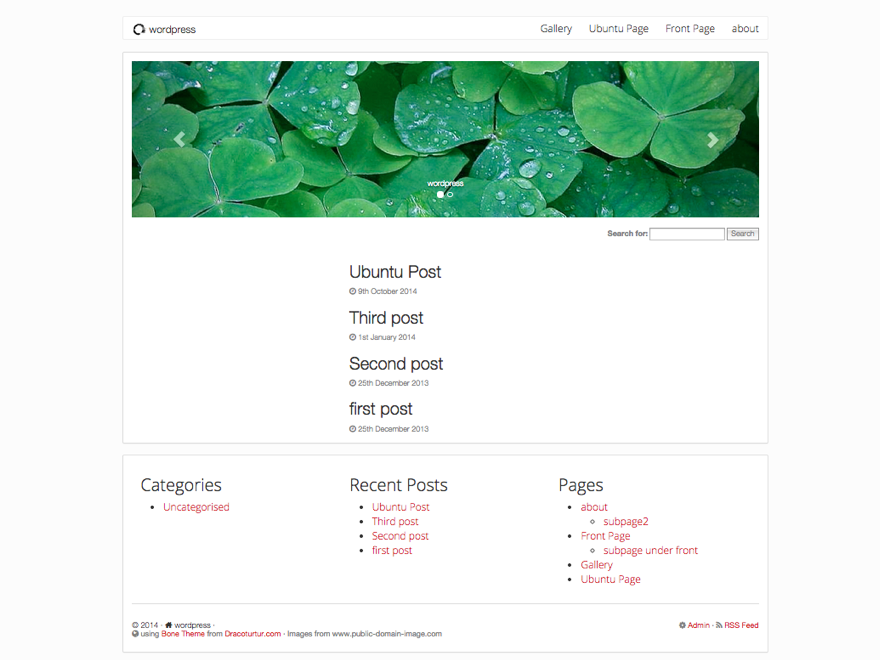 wordpress
Gallery Ubuntu Page Front Page about
wordpress
Search for: Search
Ubuntu Post
9th October 2014
Third post
1st January 2014
Second post
25th December 2013
first post
25th December 2013
Categories
Uncategorised
Recent Posts
Ubuntu Post
Third post
Second post
first post
Pages
about
subpage2
Front Page
subpage under front
Gallery
Ubuntu Page
© 2014 · wordpress ·
using Bone Theme from Dracoturtur.com · Images from www.public-domain-image.com
Admin · RSS Feed